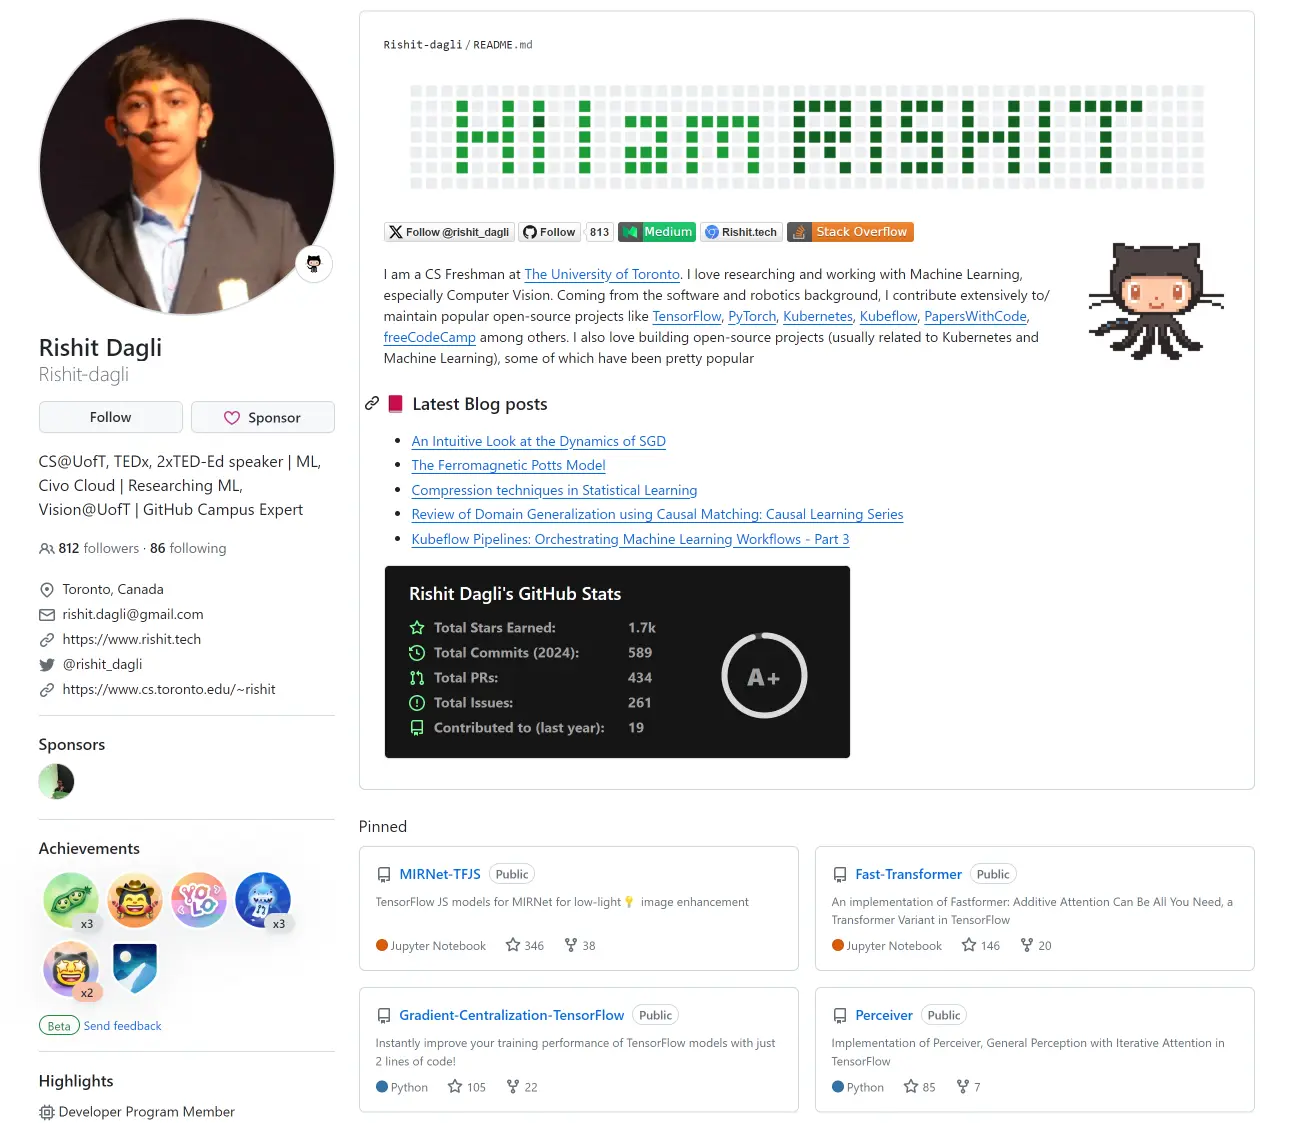 Rishit Dagli
Rishit-dagli
Follow
Sponsor
CS@UofT, TEDx, 2xTED-Ed speaker | ML,
Civo Cloud | Researching ML,
Vision@UofT | GitHub Campus Expert
812 followers · 86 following
Toronto, Canada
rishit.dagli@gmail.com
https://www.rishit.tech
@rishit_dagli
https://www.cs.toronto.edu/~rishit
Sponsors
Achievements
x3
YOLO
x3
x2
Beta Send feedback
Highlights
Developer Program Member
Rishit-dagli/README.md
HI I am RISHIT
Follow @rishit_dagli Follow 813 Medium Rishit.tech Stack Overflow
I am a CS Freshman at The University of Toronto. I love researching and working with Machine Learning,
especially Computer Vision. Coming from the software and robotics background, I contribute extensively to/
maintain popular open-source projects like TensorFlow, PyTorch, Kubernetes, Kubeflow, PapersWithCode,
freeCodeCamp among others. I also love building open-source projects (usually related to Kubernetes and
Machine Learning), some of which have been pretty popular
Latest Blog posts
An Intuitive Look at the Dynamics of SGD
The Ferromagnetic Potts Model
Compression techniques in Statistical Learning
Review of Domain Generalization using Causal Matching: Causal Learning Series
Kubeflow Pipelines: Orchestrating Machine Learning Workflows - Part 3
Rishit Dagli's GitHub Stats
Total Stars Earned: 1.7k
Total Commits (2024): 589
Total PRs: 434
Total Issues: 261
Contributed to (last year): 19
A+
Pinned
MIRNet-TFJS Public
TensorFlow JS models for MIRNet for low-light💡 image enhancement
Jupyter Notebook 346 38
Fast-Transformer Public
An implementation of Fastformer: Additive Attention Can Be All You Need, a
Transformer Variant in TensorFlow
Jupyter Notebook 146 20
Gradient-Centralization-TensorFlow Public
Instantly improve your training performance of TensorFlow models with just
2 lines of code!
Python 105 22
Perceiver Public
Implementation of Perceiver, General Perception with Iterative Attention in
TensorFlow
Python 85 7